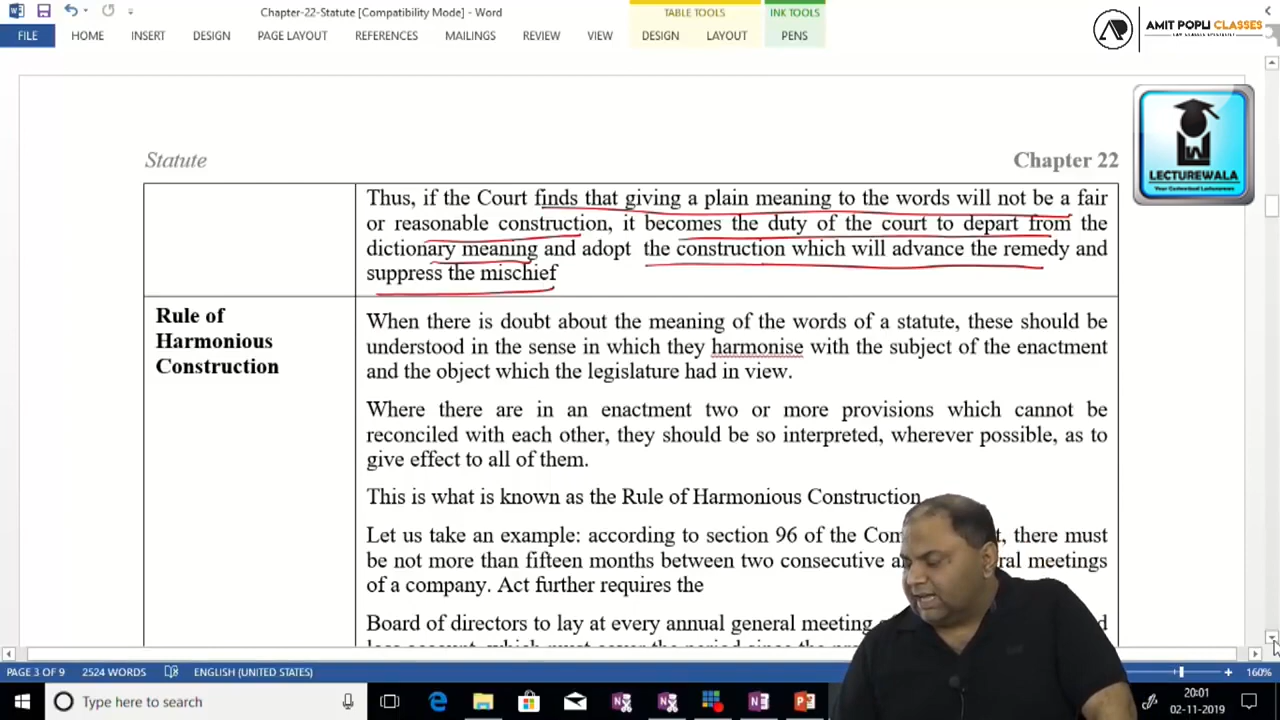 Chapter-22-Statute [Compatibility Mode] - Word
TABLE TOOLS
INK TOOLS
FILE HOME INSERT DESIGN PAGE LAYOUT REFERENCES MAILINGS REVIEW VIEW DESIGN LAYOUT PENS
AMIT POPLI CLASSES
LECTUREWALA
Statute
Chapter 22
Thus, if the Court finds that giving a plain meaning to the words will not be a fair
or reasonable construction, it becomes the duty of the court to depart from the
dictionary meaning and adopt the construction which will advance the remedy and
suppress the mischief
Rule of
Harmonious
Construction
When there is doubt about the meaning of the words of a statute, these should be
understood in the sense in which they harmonise with the subject of the enactment
and the object which the legislature had in view.
Where there are in an enactment two or more provisions which cannot be
reconciled with each other, they should be so interpreted, wherever possible, as to
give effect to all of them.
This is what is known as the Rule of Harmonious Construction
Let us take an example: according to section 96 of the there must
be not more than fifteen months between two consecutive meetings
of a company. Act further requires the
Board of directors to lay at every annual general meeting
PAGE 3 OF 9 2524 WORDS ENGLISH (UNITED STATES) 160%
Type here to search
20:01
02-11-2019